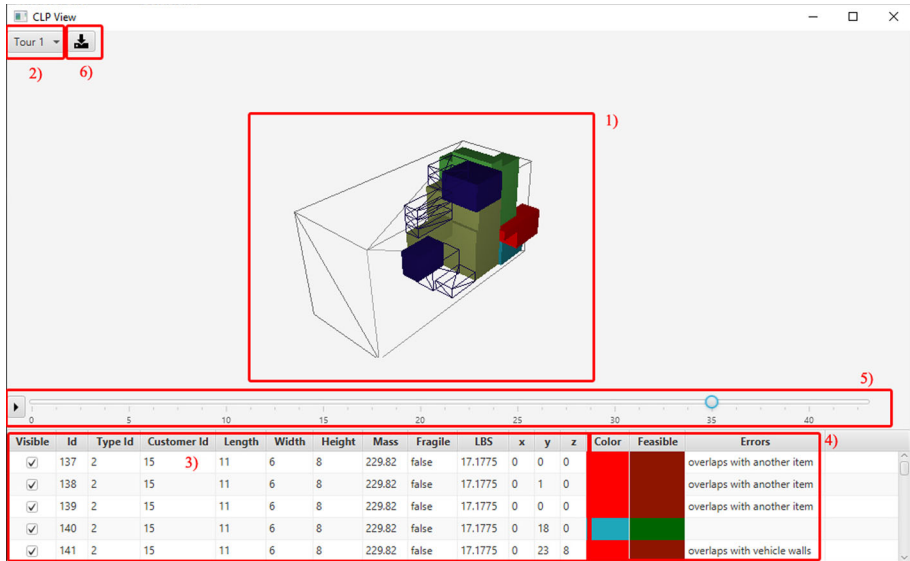 CLP View
Tour 1
2)
6)
1)
5)
0 5 10 15 20 25 30 35 40
Visible Id Type Id Customer Id Length Width Height Mass Fragile LBS x y z Color Feasible Errors
4)
3)
137 2 15 11 6 8 229.82 false 17.1775 0 0 0 overlaps with another item
138 2 15 11 6 8 229.82 false 17.1775 0 1 0 overlaps with another item
139 2 15 11 6 8 229.82 false 17.1775 0 0 0 overlaps with another item
140 2 15 11 6 8 229.82 false 17.1775 0 18 0
141 2 15 11 6 8 229.82 false 17.1775 0 23 8 overlaps with vehicle walls